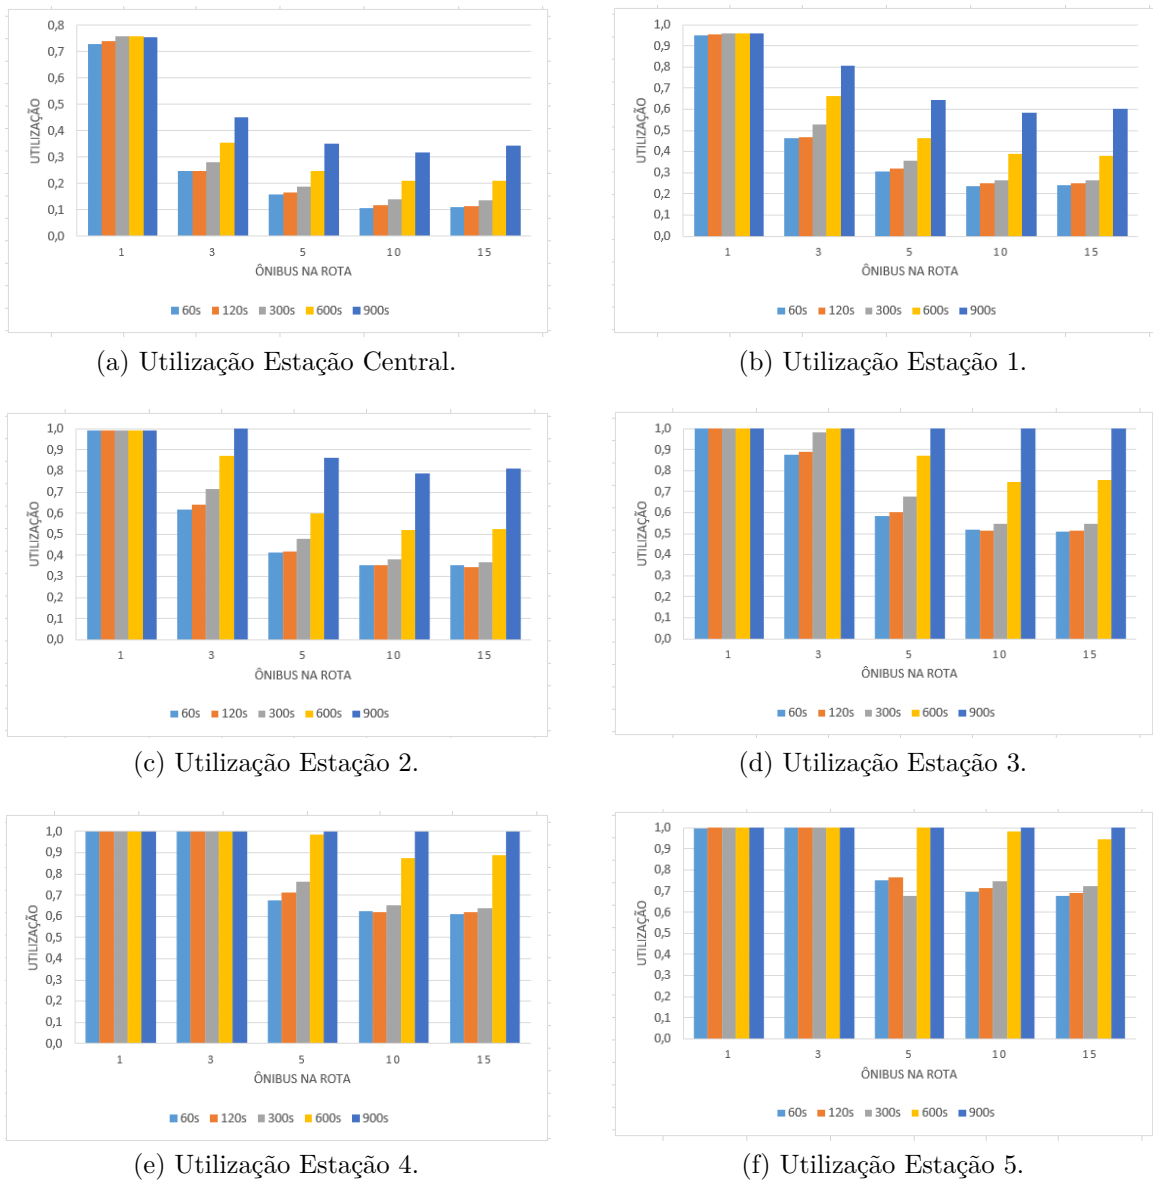 0,8
0,7
0,6
0,5
0,4
0,3
0,2
0,1
0,0
UTILIZAÇÃO
1 3 5 10 15
ÔNIBUS NA ROTA
60s 120s 300s 600s 900s
(a) Utilização Estação Central.
1,0
0,9
0,8
0,7
0,6
0,5
0,4
0,3
0,2
0,1
0,0
UTILIZAÇÃO
1 3 5 10 15
ÔNIBUS NA ROTA
60s 120s 300s 600s 900s
(b) Utilização Estação 1.
1,0
0,9
0,8
0,7
0,6
0,5
0,4
0,3
0,2
0,1
0,0
UTILIZAÇÃO
1 3 5 10 15
ÔNIBUS NA ROTA
60s 120s 300s 600s 900s
(c) Utilização Estação 2.
1,0
0,9
0,8
0,7
0,6
0,5
0,4
0,3
0,2
0,1
0,0
UTILIZAÇÃO
1 3 5 10 15
ÔNIBUS NA ROTA
60s 120s 300s 600s 900s
(d) Utilização Estação 3.
1,0
0,9
0,8
0,7
0,6
0,5
0,4
0,3
0,2
0,1
0,0
UTILIZAÇÃO
1 3 5 10 15
ÔNIBUS NA ROTA
60s 120s 300s 600s 900s
(e) Utilização Estação 4.
1,0
0,9
0,8
0,7
0,6
0,5
0,4
0,3
0,2
0,1
0,0
UTILIZAÇÃO
1 3 5 10 15
ÔNIBUS NA ROTA
60s 120s 300s 600s 900s
(f) Utilização Estação 5.